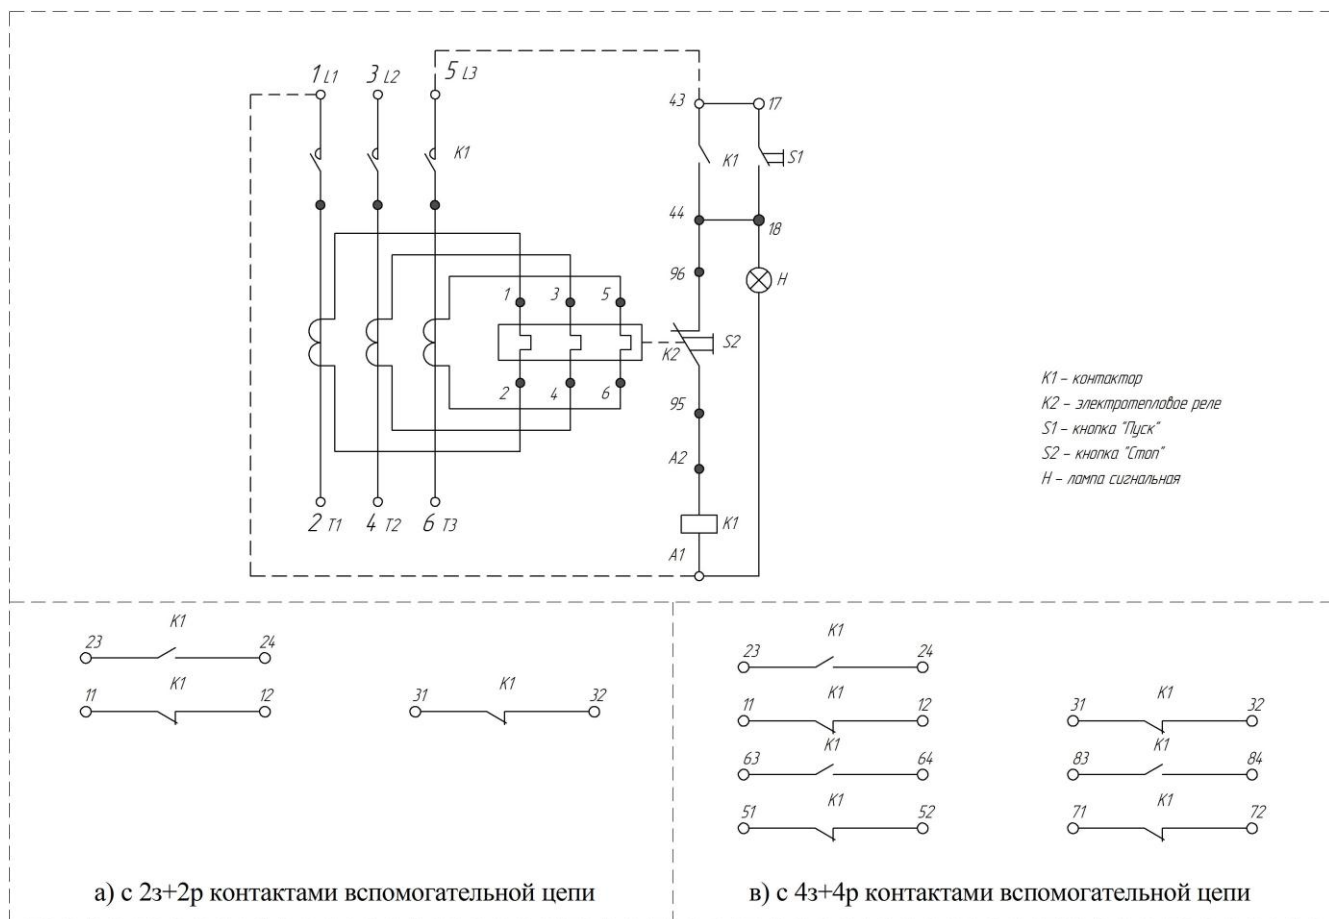 1 L1 3 L2 5 L3
43 17
K1 K1 S1
44 18
96 H
1 3 5
K2 S2
2 4 6
95
A2
2 T1 4 T2 6 T3 K1
A1
K1 – контактор
K2 – электротепловое реле
S1 – кнопка "Пуск"
S2 – кнопка "Стоп"
H – лампа сигнальная
K1
23 24
K1
11 12
K1
31 32
а) с 2з+2р контактами вспомогательной цепи
K1
23 24
K1
11 12
K1
31 32
K1
63 64
K1
83 84
K1
51 52
K1
71 72
в) с 4з+4р контактами вспомогательной цепи